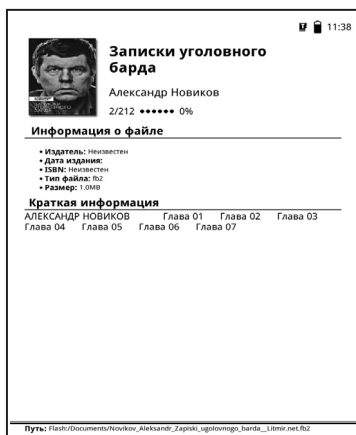 11:38
Записки уголовного
барда
Александр Новиков
2/212 •••••• 0%
Информация о файле
• Издатель: Неизвестен
• Дата издания:
• ISBN: Неизвестен
• Тип файла: fb2
• Размер: 1.0MB
Краткая информация
АЛЕКСАНДР НОВИКОВ Глава 01 Глава 02 Глава 03
Глава 04 Глава 05 Глава 06 Глава 07
Путь: Flash:/Documents/Novikov_Aleksandr_Zapiski_ugolovnogo_barda__Litmir.net.fb2